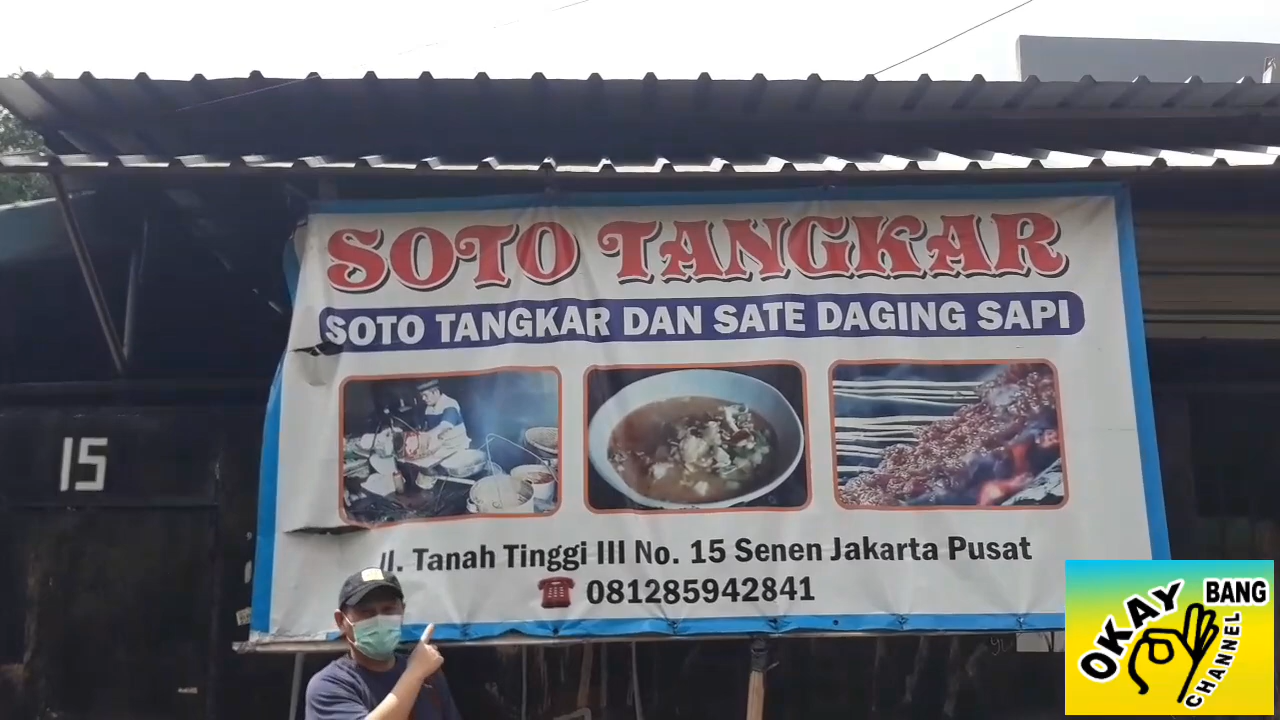 SOTO TANGKAR
SOTO TANGKAR DAN SATE DAGING SAPI
15
Jl. Tanah Tinggi III No. 15 Senen Jakarta Pusat
081285942841
OKAY
BANG
CHANNEL